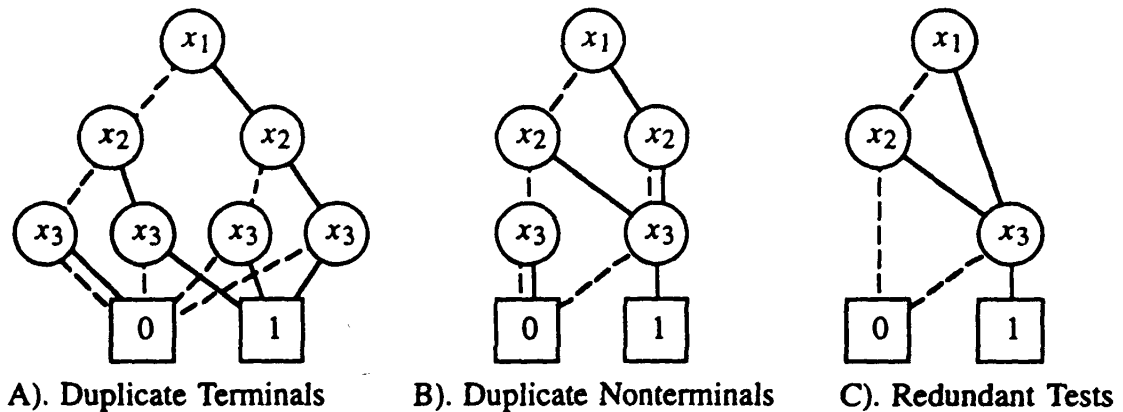 x1 x1 x1
x2 x2 x2 x2 x2
x3 x3 x3 x3 x3 x3 x3
0 1 0 1 0 1
A). Duplicate Terminals B). Duplicate Nonterminals C). Redundant Tests